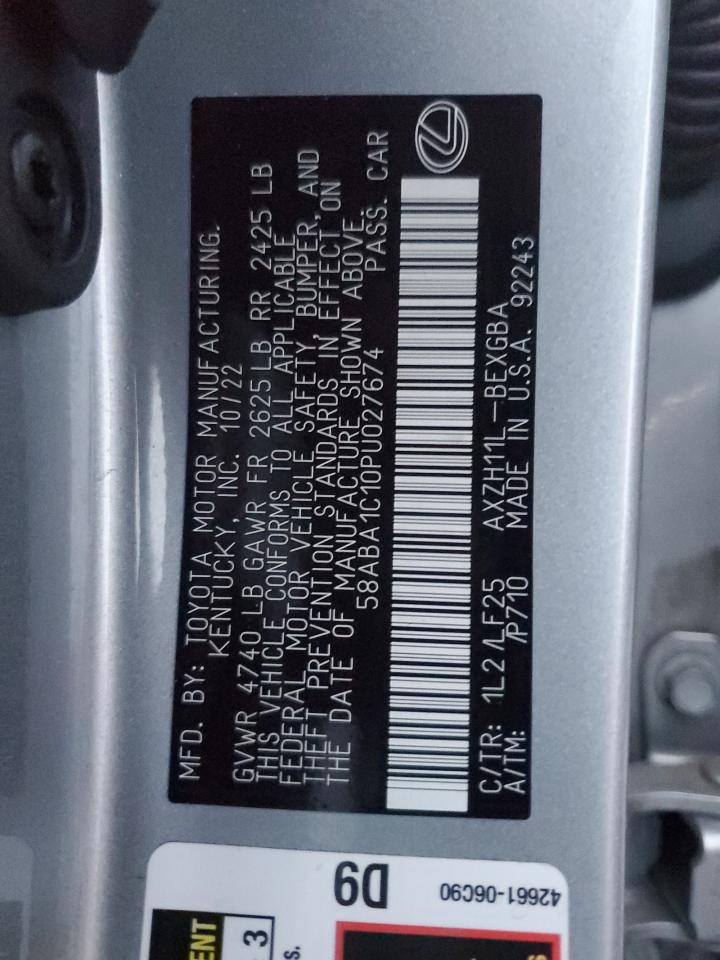 MFD. BY: TOYOTA MOTOR MANUFACTURING.
KENTUCKY, INC. 10/22
GVWR 4740 LB GAWR FR 2625 LB RR 2425 LB
THIS VEHICLE CONFORMS TO ALL APPLICABLE
FEDERAL MOTOR VEHICLE SAFETY, BUMPER, AND
THEFT PREVENTION STANDARDS IN EFFECT ON
THE DATE OF MANUFACTURE SHOWN ABOVE.
58ABA1C10PU027674 PASS. CAR
C/TR: 1L2/LF25 AXZH11L-BEXGBA
A/TM: /P710 MADE IN U.S.A. 92243
D9
42661-06C90
ENT
3
s.